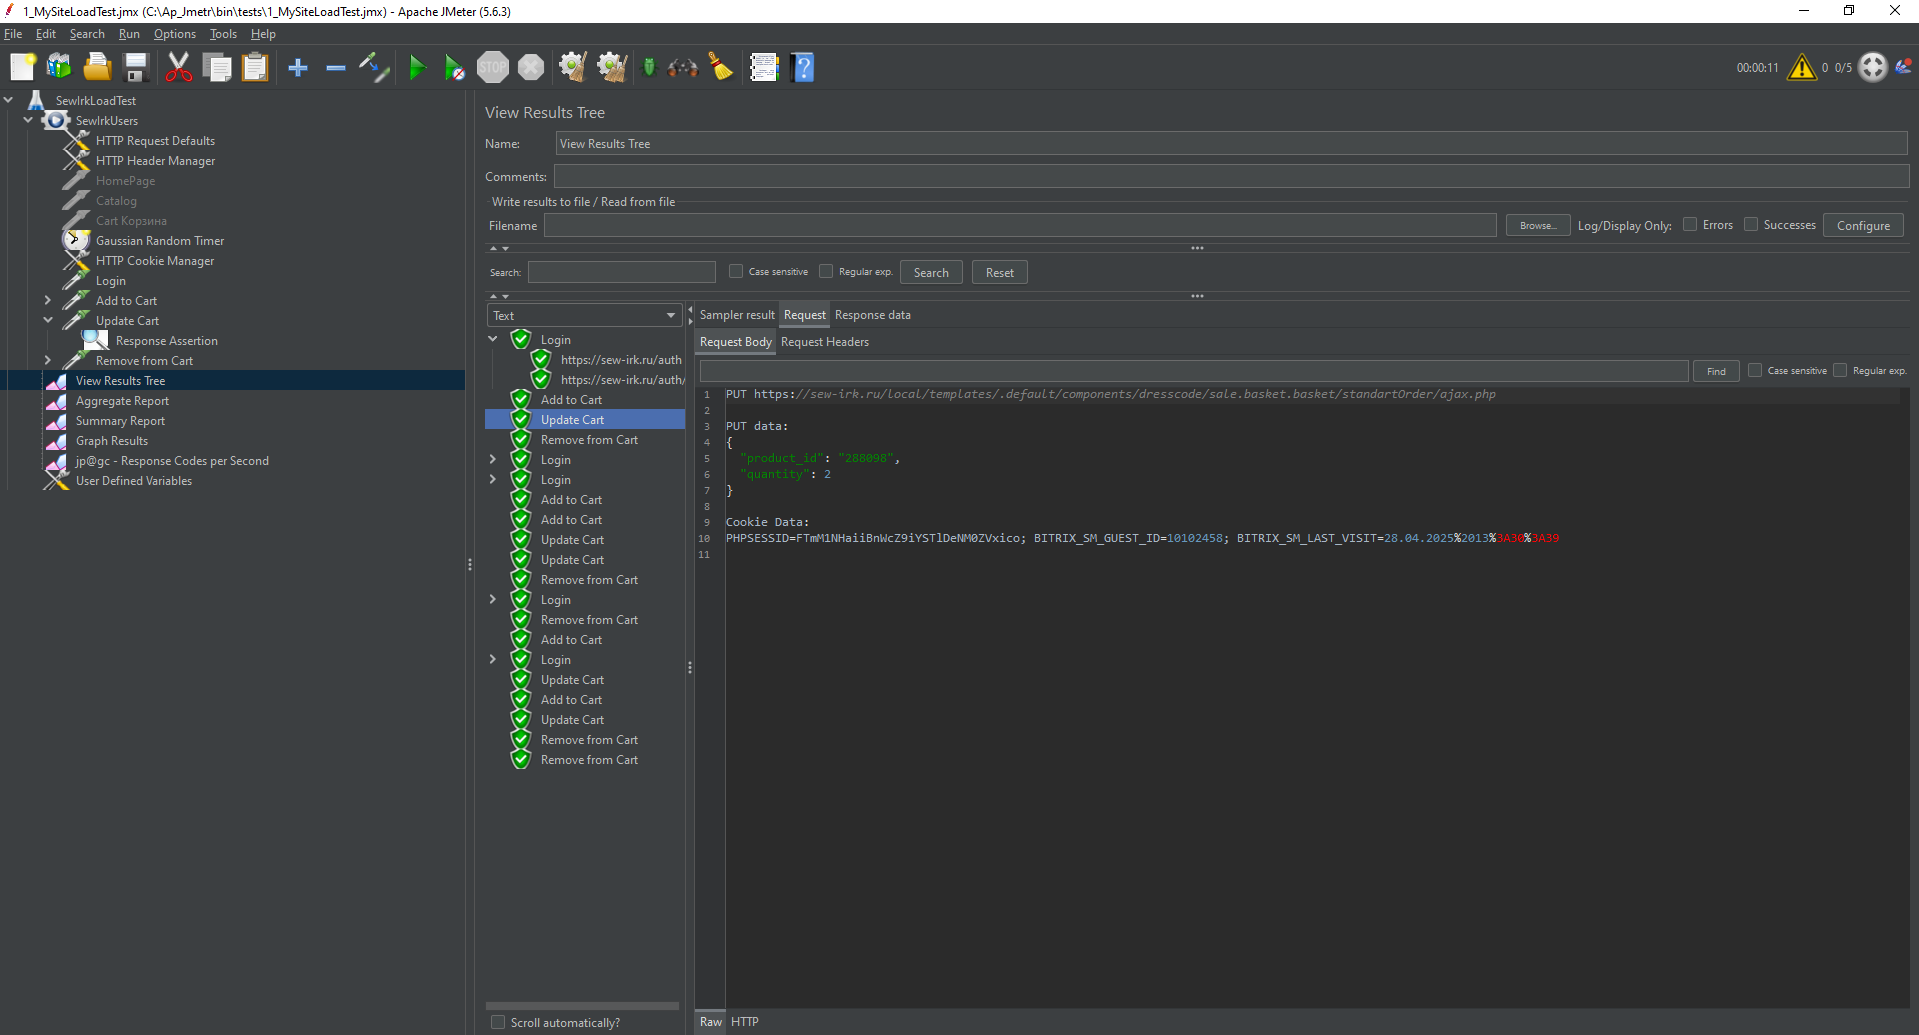 1_MySiteLoadTest.jmx (C:\Ap_Jmetr\bin\tests\1_MySiteLoadTest.jmx) - Apache JMeter (5.6.3)
File Edit Search Run Options Tools Help
STOP
00:00:11 0 0/5
SewIrkLoadTest
SewIrkUsers
HTTP Request Defaults
HTTP Header Manager
HomePage
Catalog
Cart Корзина
Gaussian Random Timer
HTTP Cookie Manager
Login
Add to Cart
Update Cart
Response Assertion
Remove from Cart
View Results Tree
Aggregate Report
Summary Report
Graph Results
jp@gc - Response Codes per Second
User Defined Variables
View Results Tree
Name: View Results Tree
Comments:
Write results to file / Read from file
Filename Browse... Log/Display Only: Errors Successes Configure
Search: Case sensitive Regular exp. Search Reset
Text
Login
https://sew-irk.ru/auth
https://sew-irk.ru/auth/
Add to Cart
Update Cart
Remove from Cart
Login
Login
Add to Cart
Add to Cart
Update Cart
Update Cart
Remove from Cart
Login
Remove from Cart
Add to Cart
Login
Update Cart
Add to Cart
Update Cart
Remove from Cart
Remove from Cart
Scroll automatically?
Sampler result Request Response data
Request Body Request Headers
Find Case sensitive Regular exp.
1 PUT https://sew-irk.ru/local/templates/.default/components/dresscode/sale.basket.basket/standartOrder/ajax.php
2
3 PUT data:
4 {
5 "product_id": "288098",
6 "quantity": 2
7 }
8
9 Cookie Data:
10 PHPSESSID=FTmM1NHaiiBnWcZ9iYSTlDeNM0ZVxico; BITRIX_SM_GUEST_ID=10102458; BITRIX_SM_LAST_VISIT=28.04.2025%2013%3A30%3A39
11
Raw HTTP